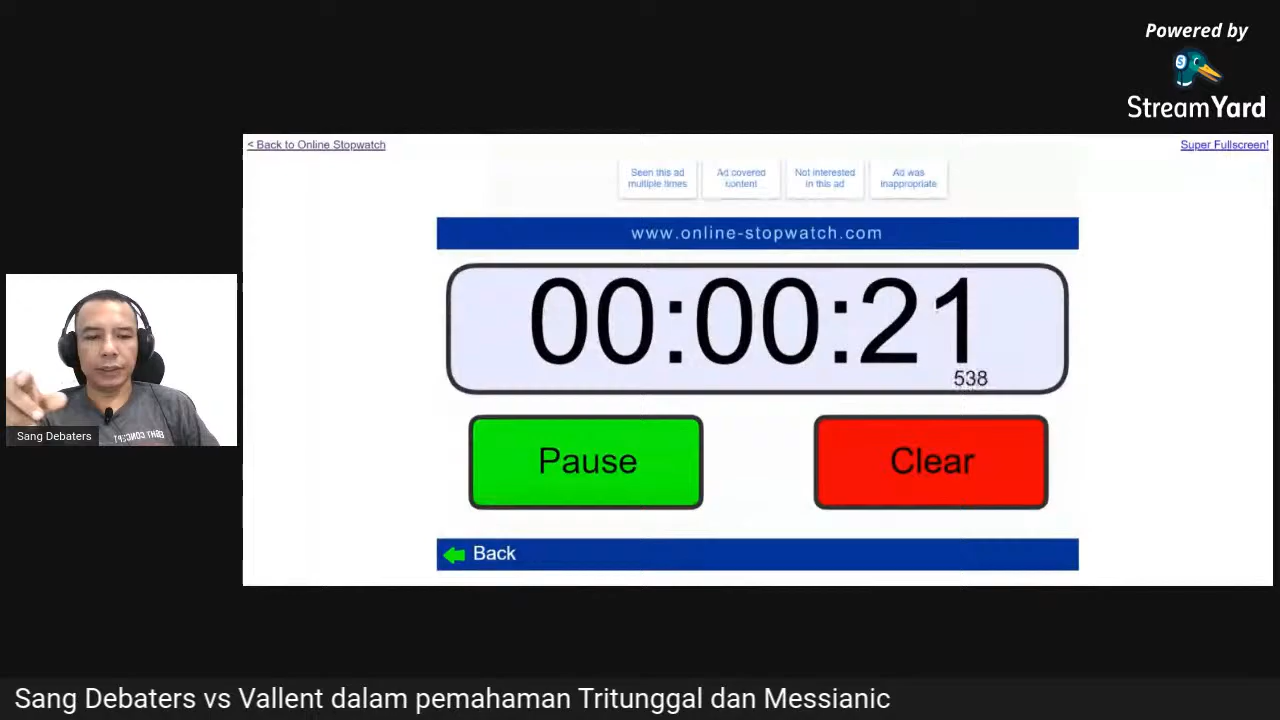 Powered by
StreamYard
< Back to Online Stopwatch
Super Fullscreen!
Seen this ad
multiple times
Ad covered
content
Not interested
in this ad
Ad was
inappropriate
www.online-stopwatch.com
00:00:21
538
Pause
Clear
Back
Sang Debaters
Sang Debaters vs Vallent dalam pemahaman Tritunggal dan Messianic